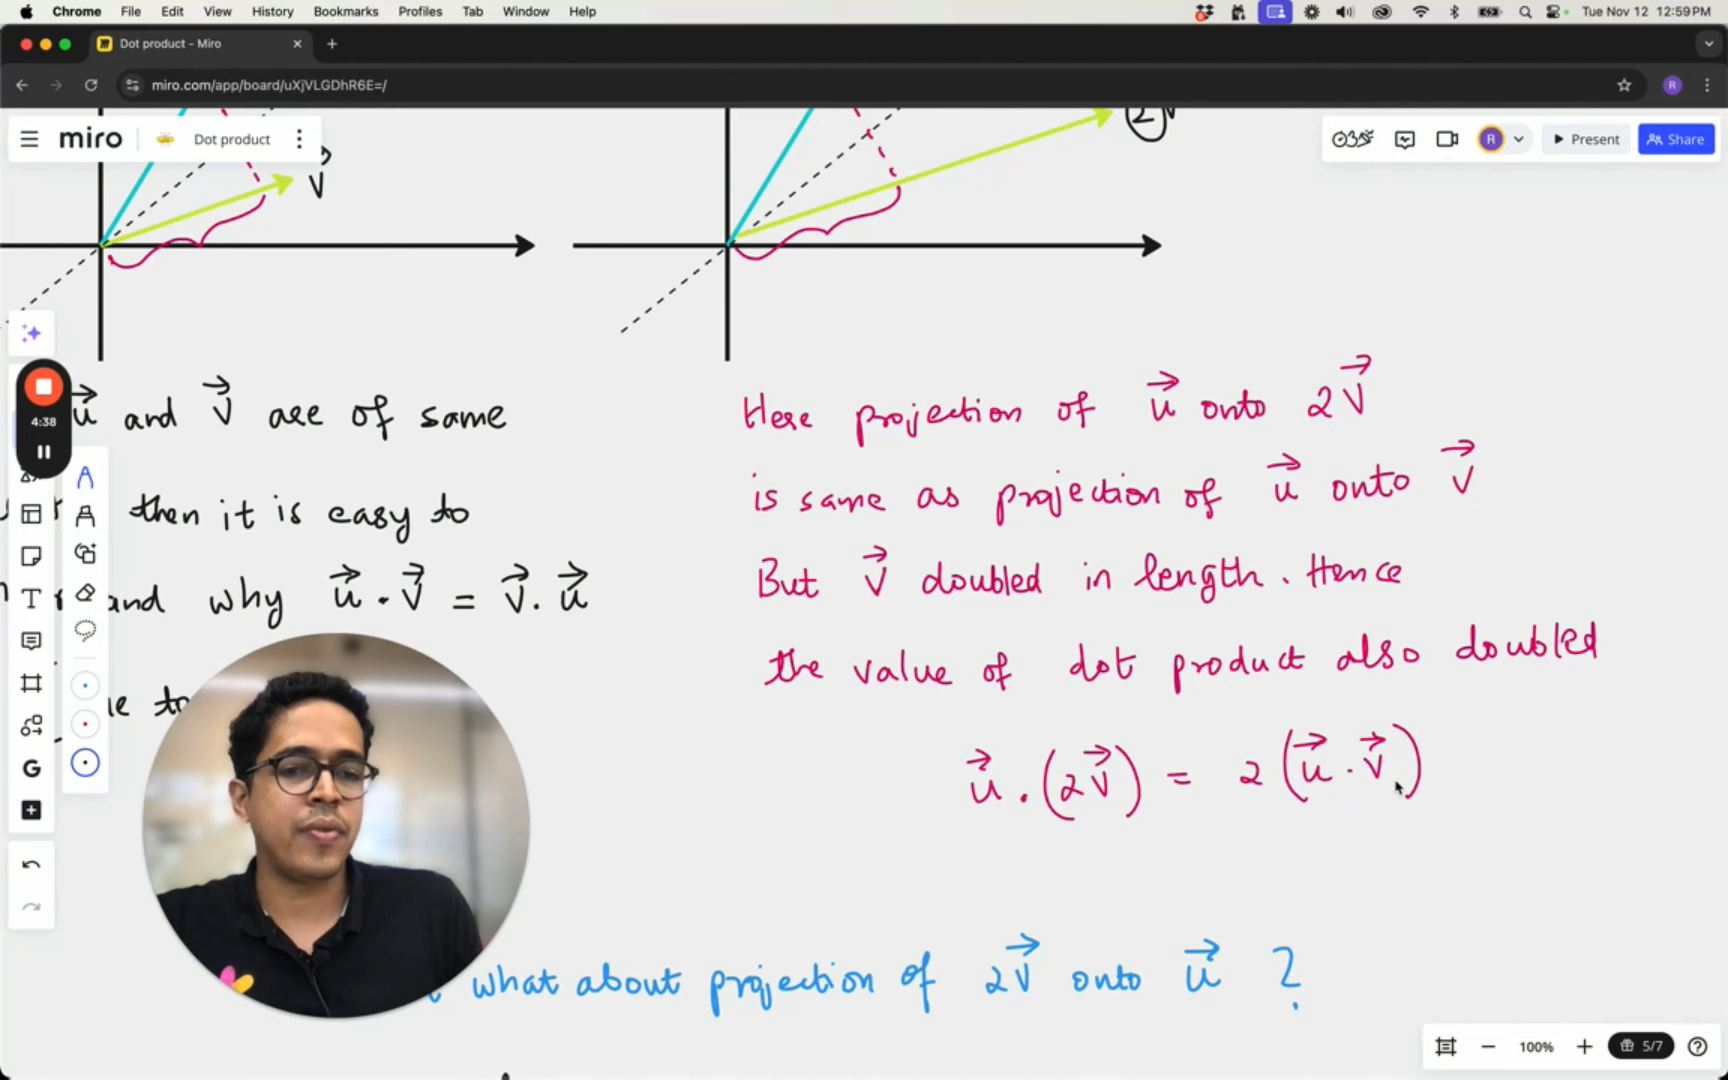 Chrome File Edit View History Bookmarks Profiles Tab Window Help Tue Nov 12 12:59 PM
Dot product - Miro
miro.com/app/board/uXjVLGDhR6E=/ R
miro Dot product R Present Share
v
2v
4:38
u and v are of same
then it is easy to
and why u . v = v . u
Here projection of u onto 2v
is same as projection of u onto v
But v doubled in length. Hence
the value of dot product also doubled
u . (2v) = 2 (u . v)
what about projection of 2v onto u ?
T
G
100% 5/7